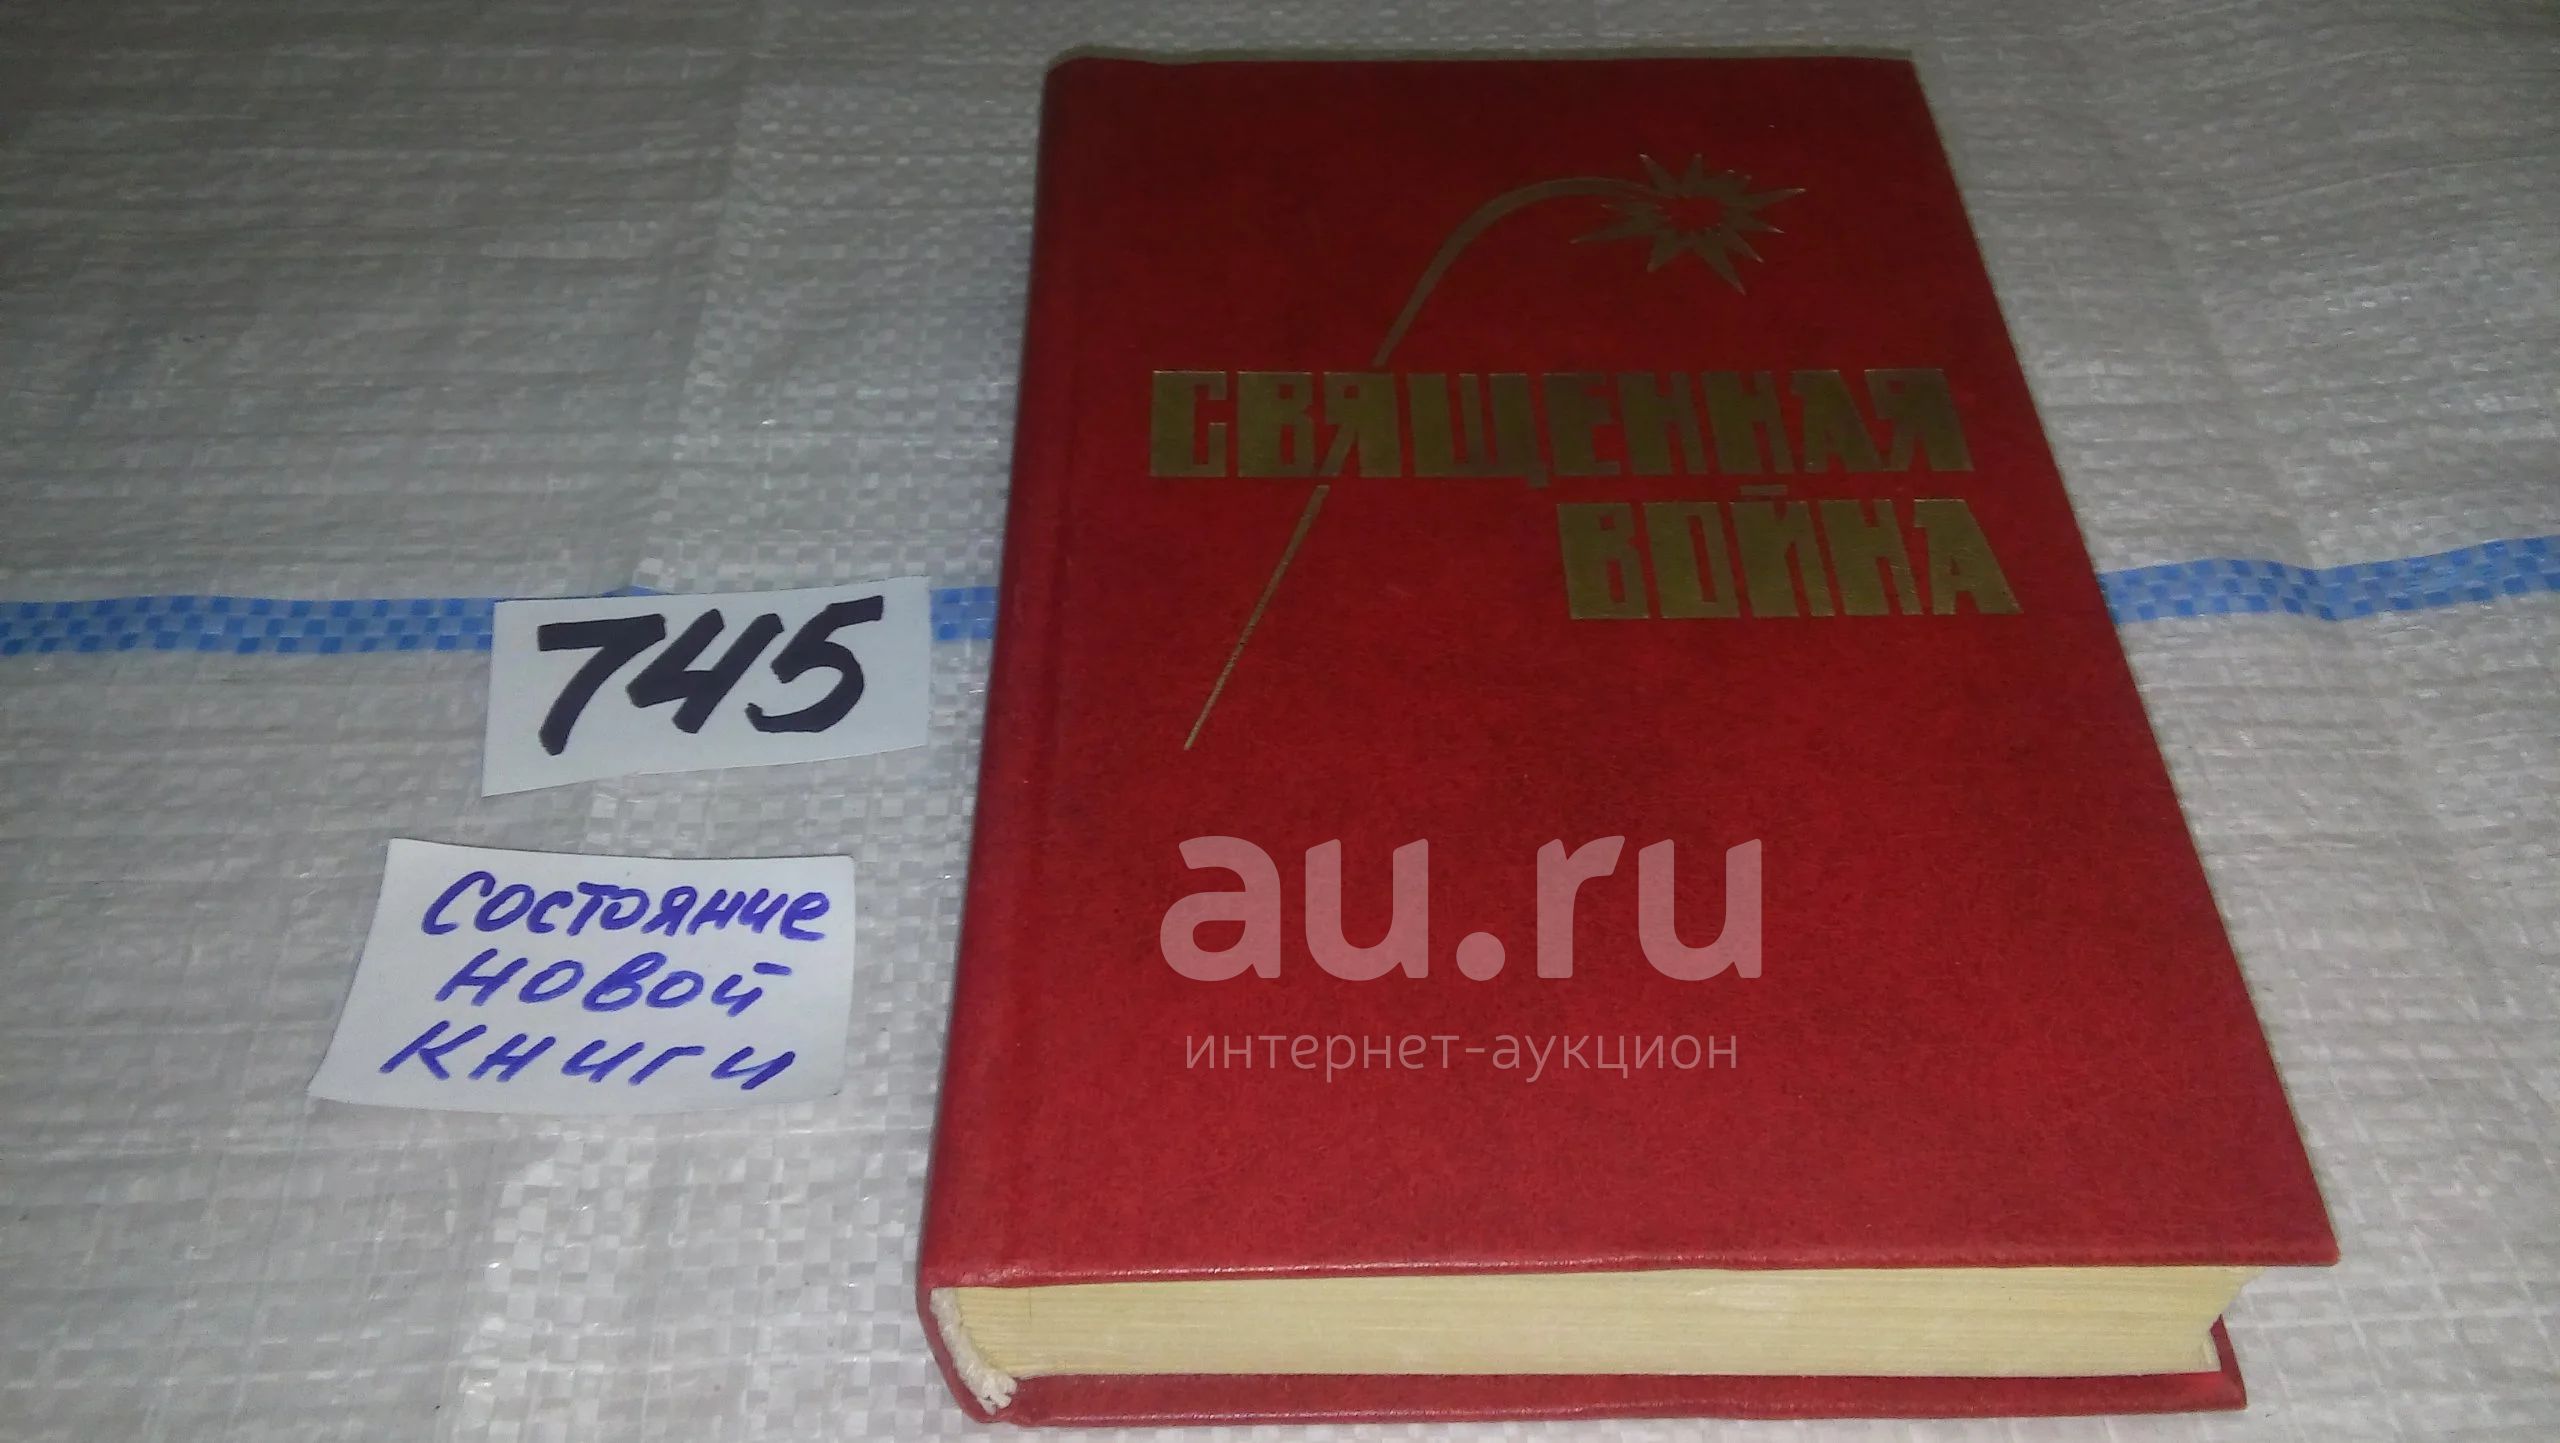 СВЯЩЕННАЯ
ВОЙНА
745
состояние
новой
книги
au.ru
интернет-аукцион